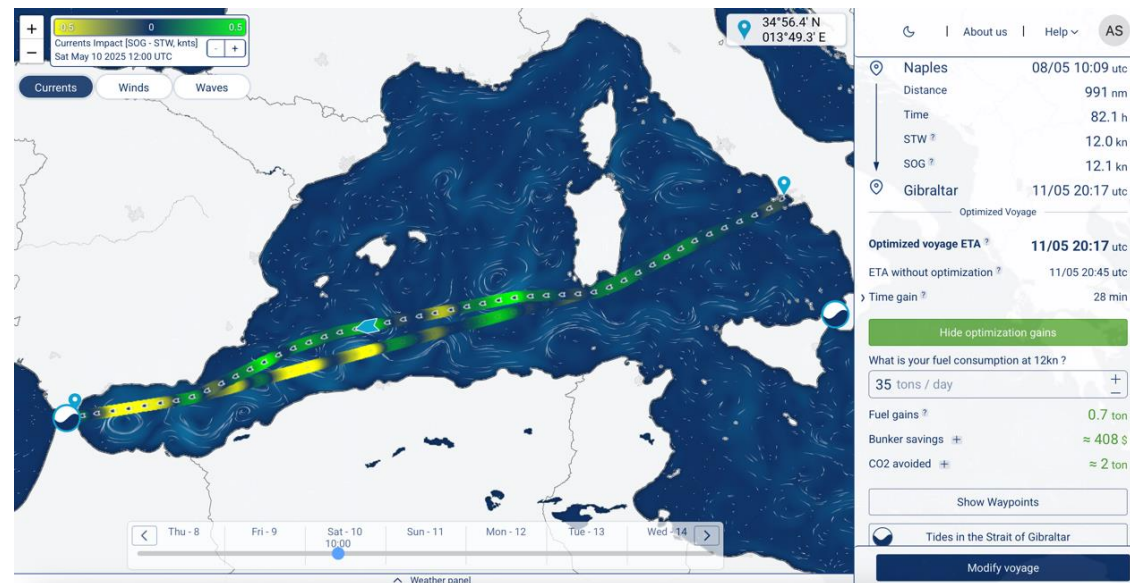 +
−
-0.5 0 0.5
Currents Impact [SOG - STW, knts]
Sat May 10 2025 12:00 UTC
- +
Currents Winds Waves
34°56.4' N
013°49.3' E
About us Help AS
Naples 08/05 10:09 utc
Distance 991 nm
Time 82.1 h
STW ? 12.0 kn
SOG ? 12.1 kn
Gibraltar 11/05 20:17 utc
Optimized Voyage
Optimized voyage ETA ? 11/05 20:17 utc
ETA without optimization ? 11/05 20:45 utc
Time gain ? 28 min
Hide optimization gains
What is your fuel consumption at 12kn ?
35 tons / day + −
Fuel gains ? 0.7 ton
Bunker savings + ≈ 408 $
CO2 avoided + ≈ 2 ton
Show Waypoints
Tides in the Strait of Gibraltar
Modify voyage
Thu - 8 Fri - 9 Sat - 10 Sun - 11 Mon - 12 Tue - 13 Wed - 14
10:00
Weather panel